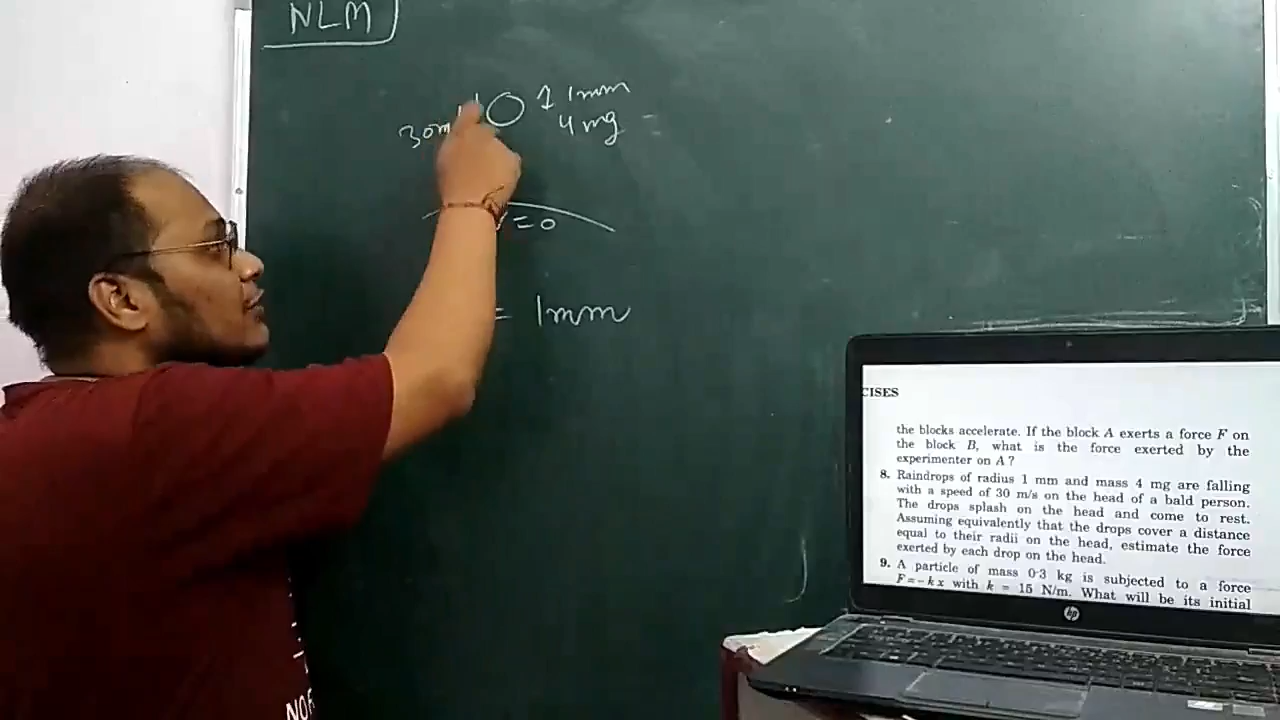 NLM
1 1mm
30m
4 mg =
= 0
= 1mm
CISES
the blocks accelerate. If the block A exerts a force F on
the block B, what is the force exerted by the
experimenter on A ?
8. Raindrops of radius 1 mm and mass 4 mg are falling
with a speed of 30 m/s on the head of a bald person.
The drops splash on the head and come to rest.
Assuming equivalently that the drops cover a distance
equal to their radii on the head, estimate the force
exerted by each drop on the head.
9. A particle of mass 0·3 kg is subjected to a force
F = – k x with k = 15 N/m. What will be its initial
hp
NOR